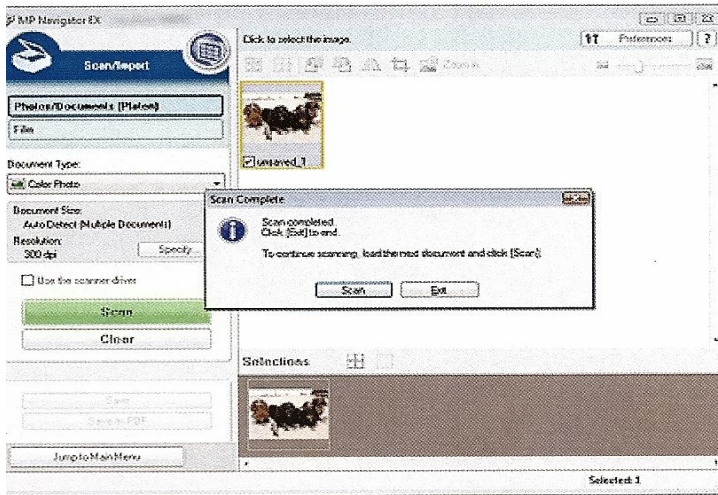 MP Navigator EX
Scan/Import
Click to select the image.
Preferences
?
Zoom in
Photos/Documents (Platen)
Film
Document Type:
Color Photo
Document Size:
Auto Detect (Multiple Documents)
Resolution:
300 dpi
Specify...
Use the scanner driver
Scan
Clear
Save
Save as PDF
Jump to Main Menu
unsaved_1
Scan Complete
Scan completed.
Click [Exit] to end.
To continue scanning, load the next document and click [Scan].
Scan
Exit
Selections
Selected: 1